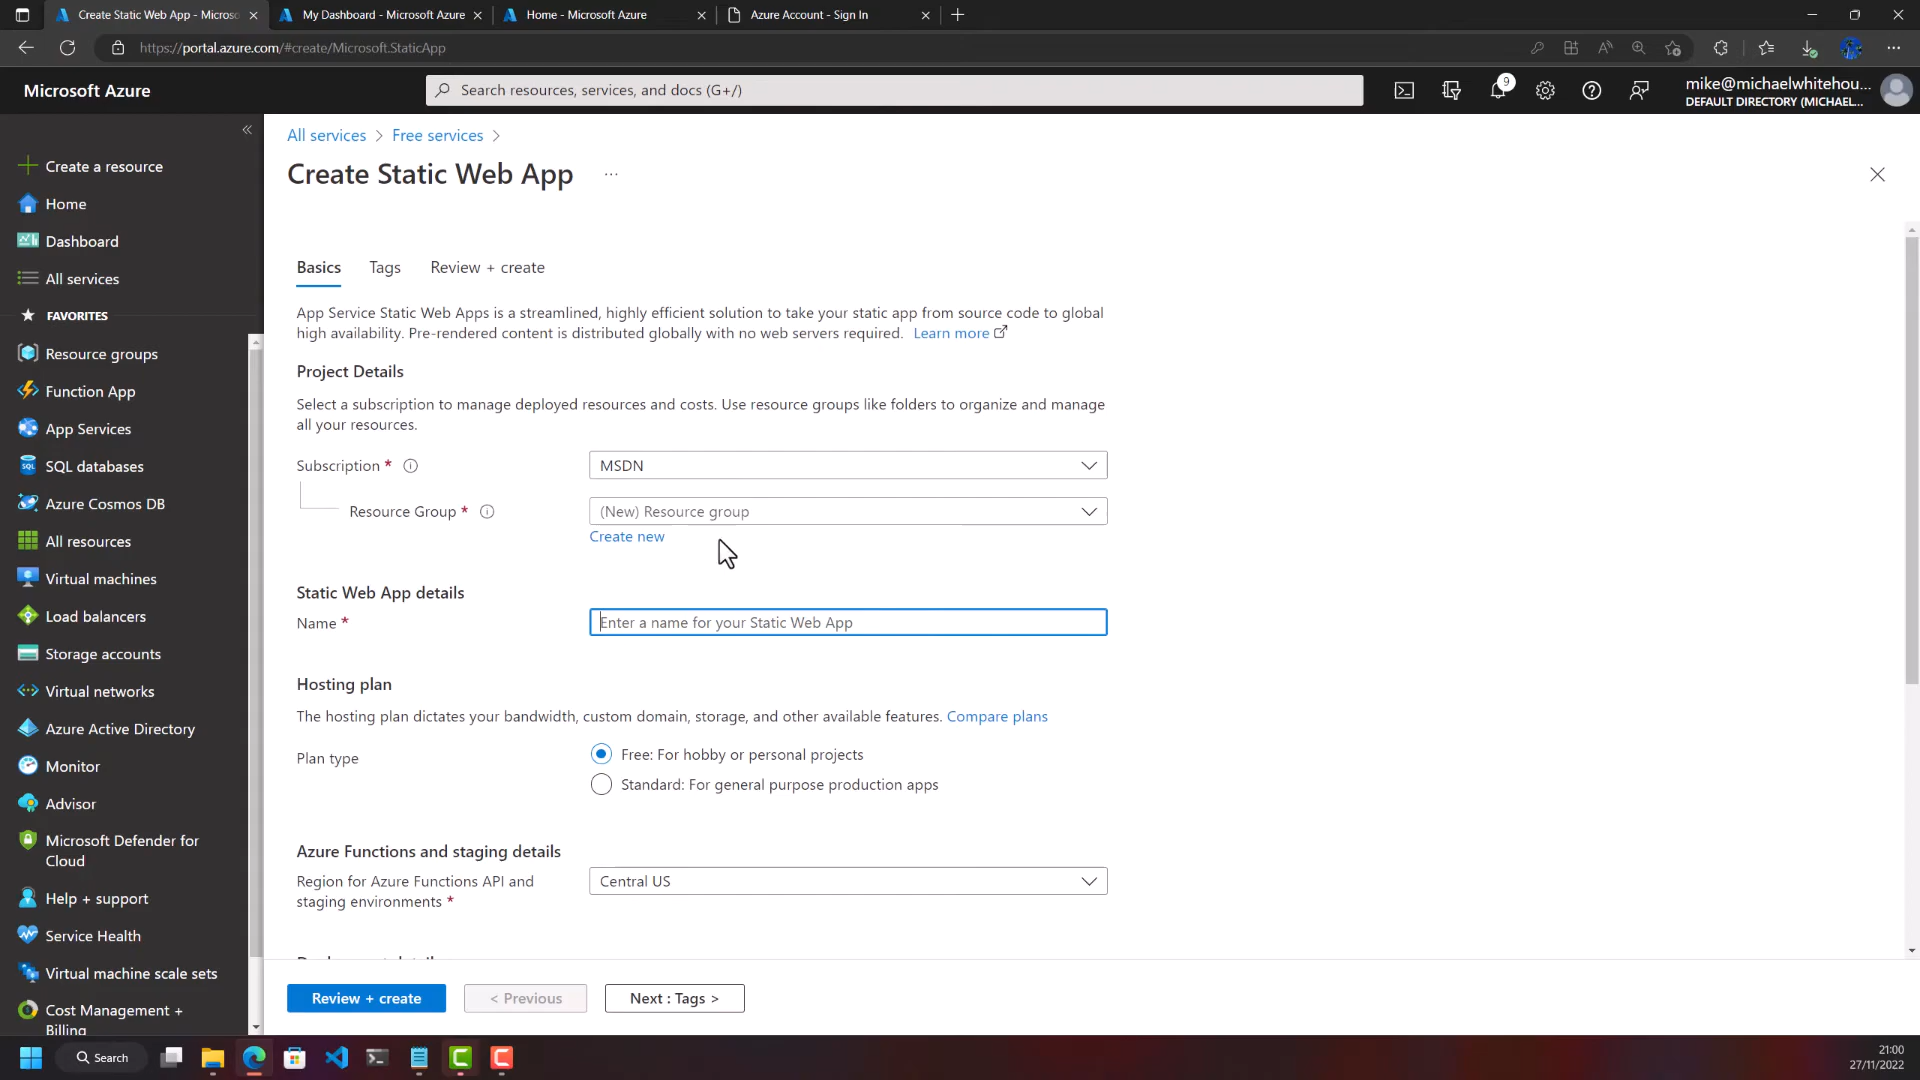 Create Static Web App - Microso
My Dashboard - Microsoft Azure
Home - Microsoft Azure
Azure Account - Sign In
https://portal.azure.com/#create/Microsoft.StaticApp
Microsoft Azure
Search resources, services, and docs (G+/)
9
mike@michaelwhitehou...
DEFAULT DIRECTORY (MICHAEL...
Create a resource
Home
Dashboard
All services
FAVORITES
Resource groups
Function App
App Services
SQL databases
Azure Cosmos DB
All resources
Virtual machines
Load balancers
Storage accounts
Virtual networks
Azure Active Directory
Monitor
Advisor
Microsoft Defender for
Cloud
Help + support
Service Health
Virtual machine scale sets
Cost Management +
Billing
All services > Free services >
Create Static Web App ...
Basics Tags Review + create
App Service Static Web Apps is a streamlined, highly efficient solution to take your static app from source code to global
high availability. Pre-rendered content is distributed globally with no web servers required. Learn more
Project Details
Select a subscription to manage deployed resources and costs. Use resource groups like folders to organize and manage
all your resources.
Subscription *
MSDN
Resource Group *
(New) Resource group
Create new
Static Web App details
Name *
Enter a name for your Static Web App
Hosting plan
The hosting plan dictates your bandwidth, custom domain, storage, and other available features. Compare plans
Plan type
Free: For hobby or personal projects
Standard: For general purpose production apps
Azure Functions and staging details
Region for Azure Functions API and
staging environments *
Central US
Review + create
< Previous
Next : Tags >
Search
21:00
27/11/2022